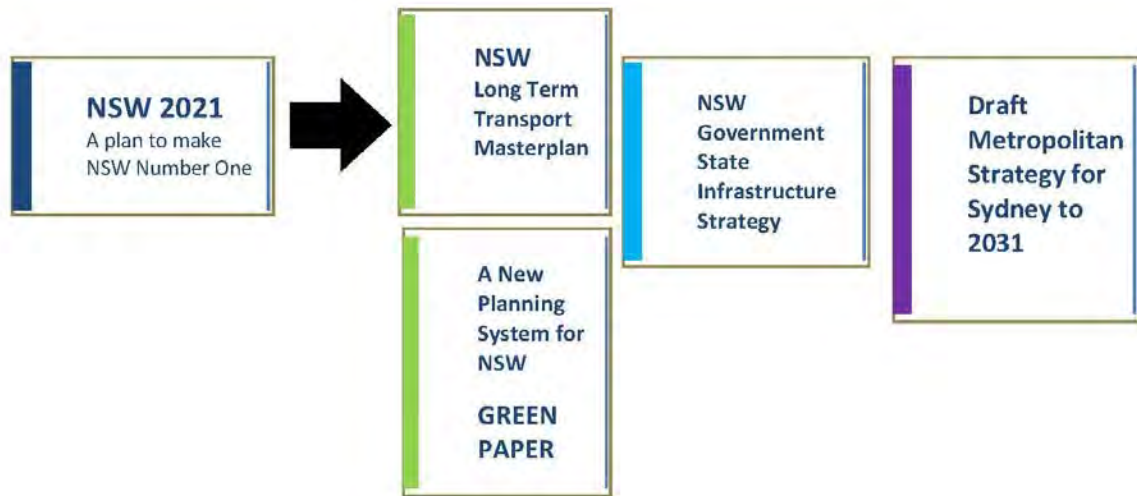 NSW 2021
A plan to make
NSW Number One
NSW
Long Term
Transport
Masterplan
A New
Planning
System for
NSW
GREEN
PAPER
NSW
Government
State
Infrastructure
Strategy
Draft
Metropolitan
Strategy for
Sydney to
2031